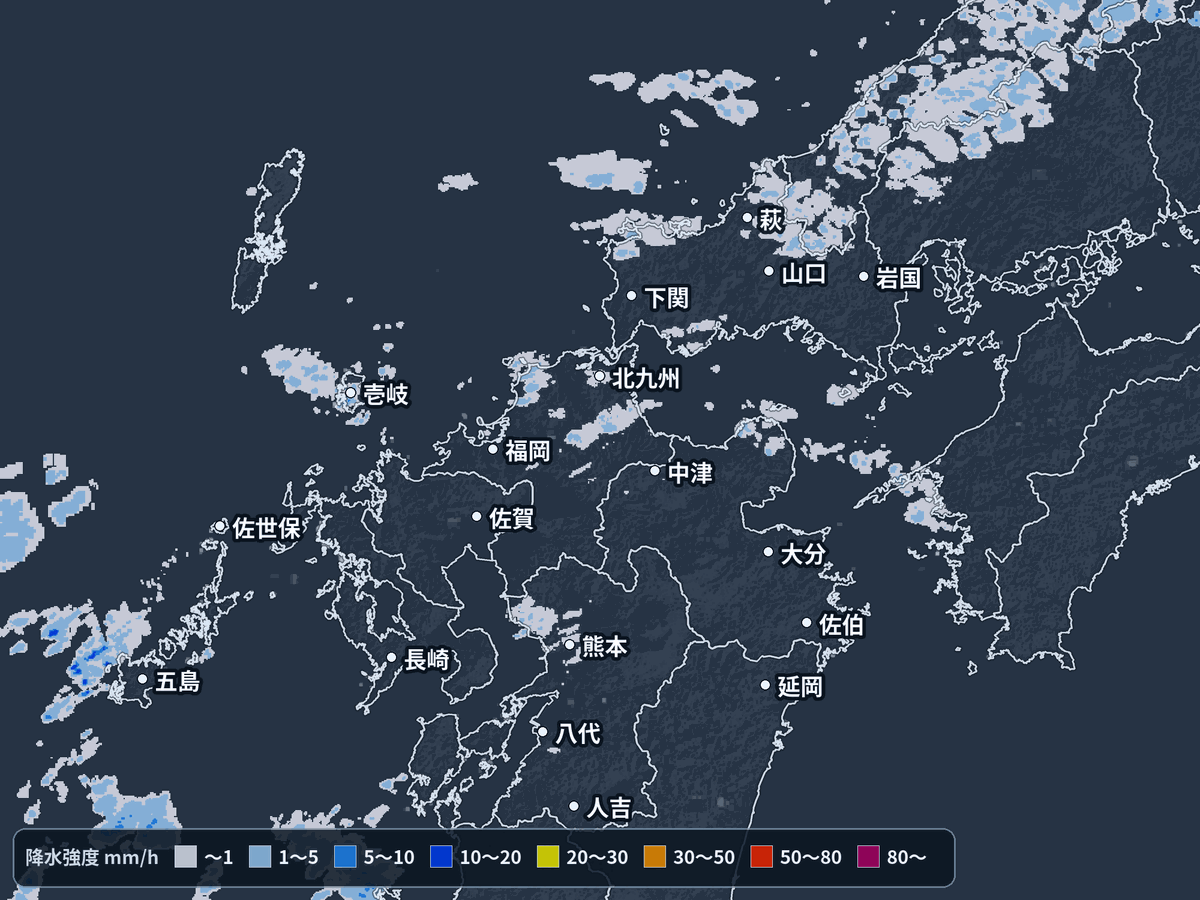 萩
山口
岩国
下関
北九州
壱岐
福岡
中津
佐賀
佐世保
大分
佐伯
熊本
長崎
五島
延岡
八代
人吉
降水強度 mm/h ～1 1～5 5～10 10～20 20～30 30～50 50～80 80～